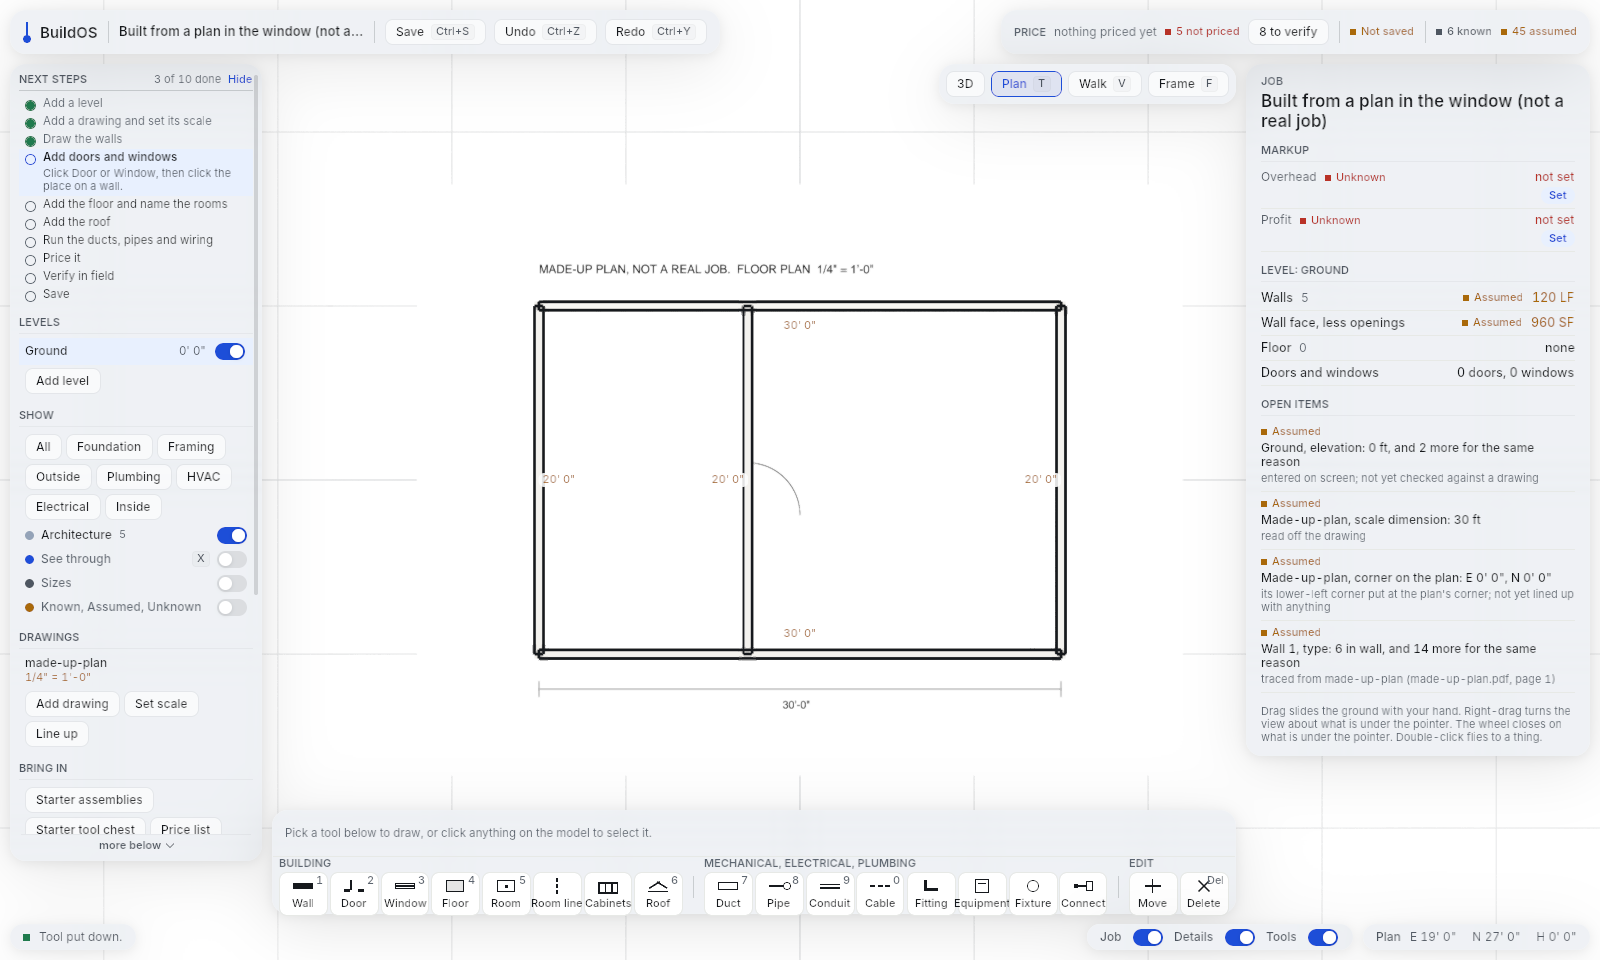 BuildOS
Built from a plan in the window (not a...
Save Ctrl+S
Undo Ctrl+Z
Redo Ctrl+Y
PRICE nothing priced yet 5 not priced 8 to verify Not saved 6 known 45 assumed
NEXT STEPS 3 of 10 done Hide
Add a level
Add a drawing and set its scale
Draw the walls
Add doors and windows
Click Door or Window, then click the
place on a wall.
Add the floor and name the rooms
Add the roof
Run the ducts, pipes and wiring
Price it
Verify in field
Save
LEVELS
Ground 0' 0"
Add level
SHOW
All Foundation Framing
Outside Plumbing HVAC
Electrical Inside
Architecture 5
See through X
Sizes
Known, Assumed, Unknown
DRAWINGS
made-up-plan
1/4" = 1'-0"
Add drawing Set scale
Line up
BRING IN
Starter assemblies
Starter tool chest Price list
more below
Tool put down.
3D Plan T Walk V Frame F
MADE-UP PLAN, NOT A REAL JOB. FLOOR PLAN 1/4" = 1'-0"
30' 0"
20' 0" 20' 0" 20' 0"
30' 0"
30'-0"
Pick a tool below to draw, or click anything on the model to select it.
BUILDING
Wall 1
Door 2
Window 3
Floor 4
Room 5
Room line
Cabinets
Roof 6
MECHANICAL, ELECTRICAL, PLUMBING
Duct 7
Pipe 8
Conduit 9
Cable 0
Fitting
Equipment
Fixture
Connect
EDIT
Move
Delete Del
JOB
Built from a plan in the window (not a
real job)
MARKUP
Overhead Unknown not set
Set
Profit Unknown not set
Set
LEVEL: GROUND
Walls 5 Assumed 120 LF
Wall face, less openings Assumed 960 SF
Floor 0 none
Doors and windows 0 doors, 0 windows
OPEN ITEMS
Assumed
Ground, elevation: 0 ft, and 2 more for the same
reason
entered on screen; not yet checked against a drawing
Assumed
Made-up-plan, scale dimension: 30 ft
read off the drawing
Assumed
Made-up-plan, corner on the plan: E 0' 0", N 0' 0"
its lower-left corner put at the plan's corner; not yet lined up
with anything
Assumed
Wall 1, type: 6 in wall, and 14 more for the same
reason
traced from made-up-plan (made-up-plan.pdf, page 1)
Drag slides the ground with your hand. Right-drag turns the
view about what is under the pointer. The wheel closes on
what is under the pointer. Double-click flies to a thing.
Job Details Tools
Plan E 19' 0" N 27' 0" H 0' 0"